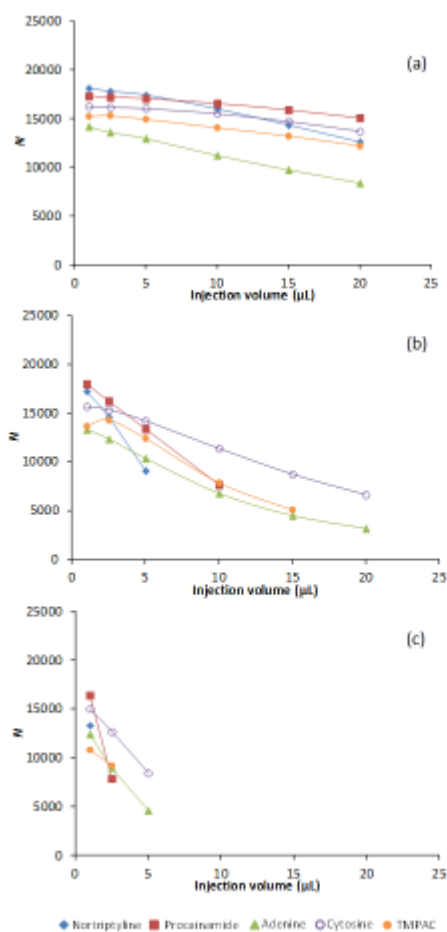 (a)
25000
20000
15000
10000
5000
0
N
0 5 10 15 20 25
Injection volume (µL)
(b)
25000
20000
15000
10000
5000
0
N
0 5 10 15 20 25
Injection volume (µL)
(c)
25000
20000
15000
10000
5000
0
N
0 5 10 15 20 25
Injection volume (µL)
Nortriptyline Procainamide Adenine Cytosine TMPAC